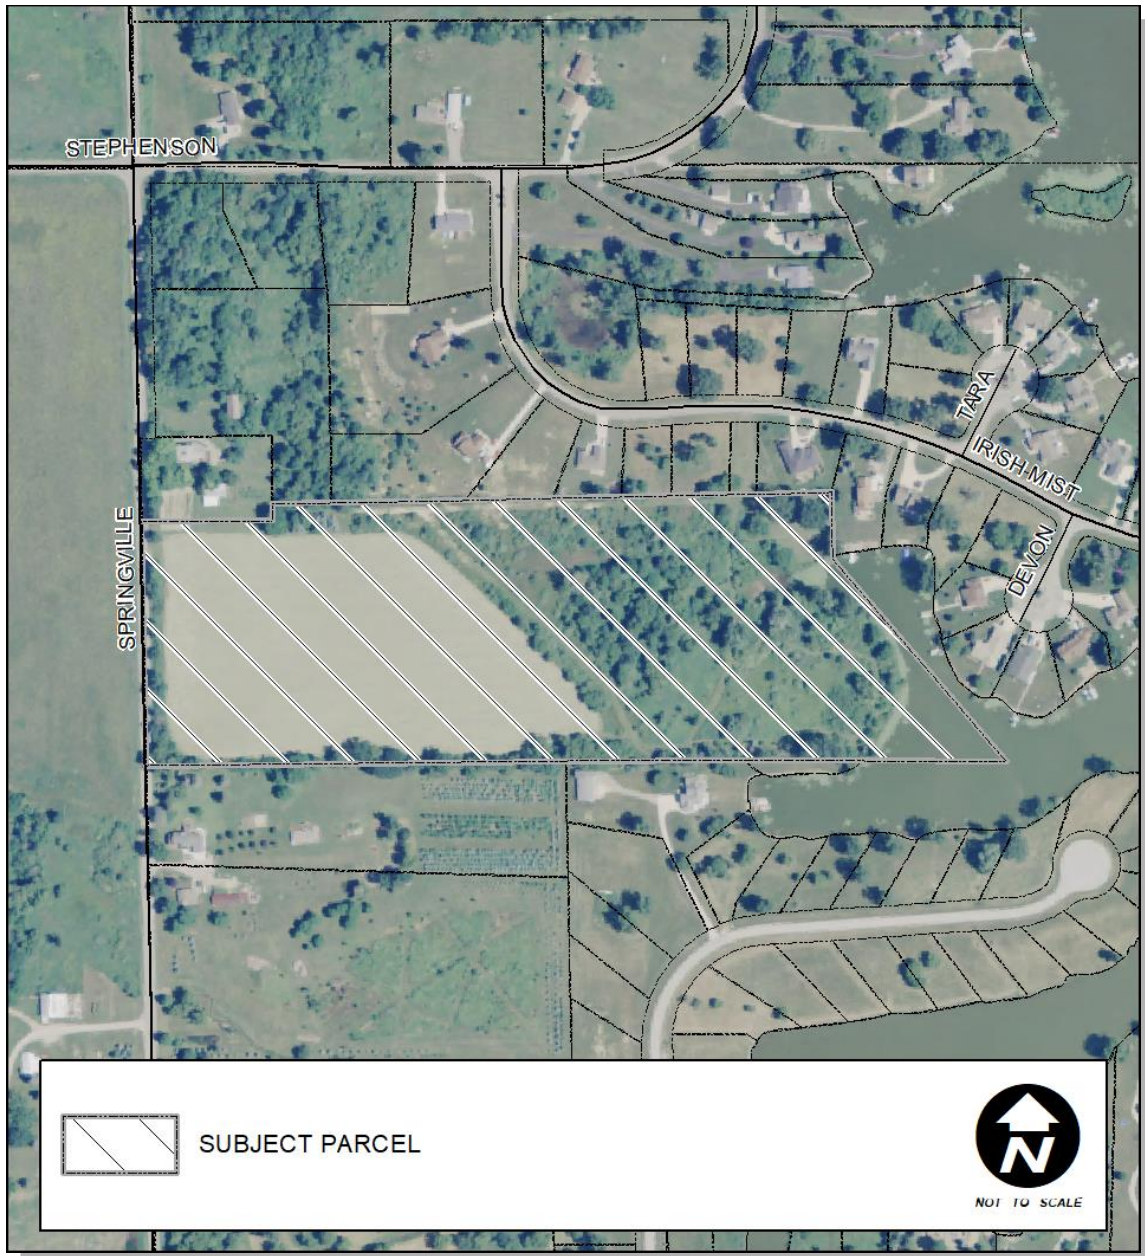 STEPHENSON
TARA
IRISH MIST
SPRINGVILLE
DEVON
SUBJECT PARCEL
N
NOT TO SCALE